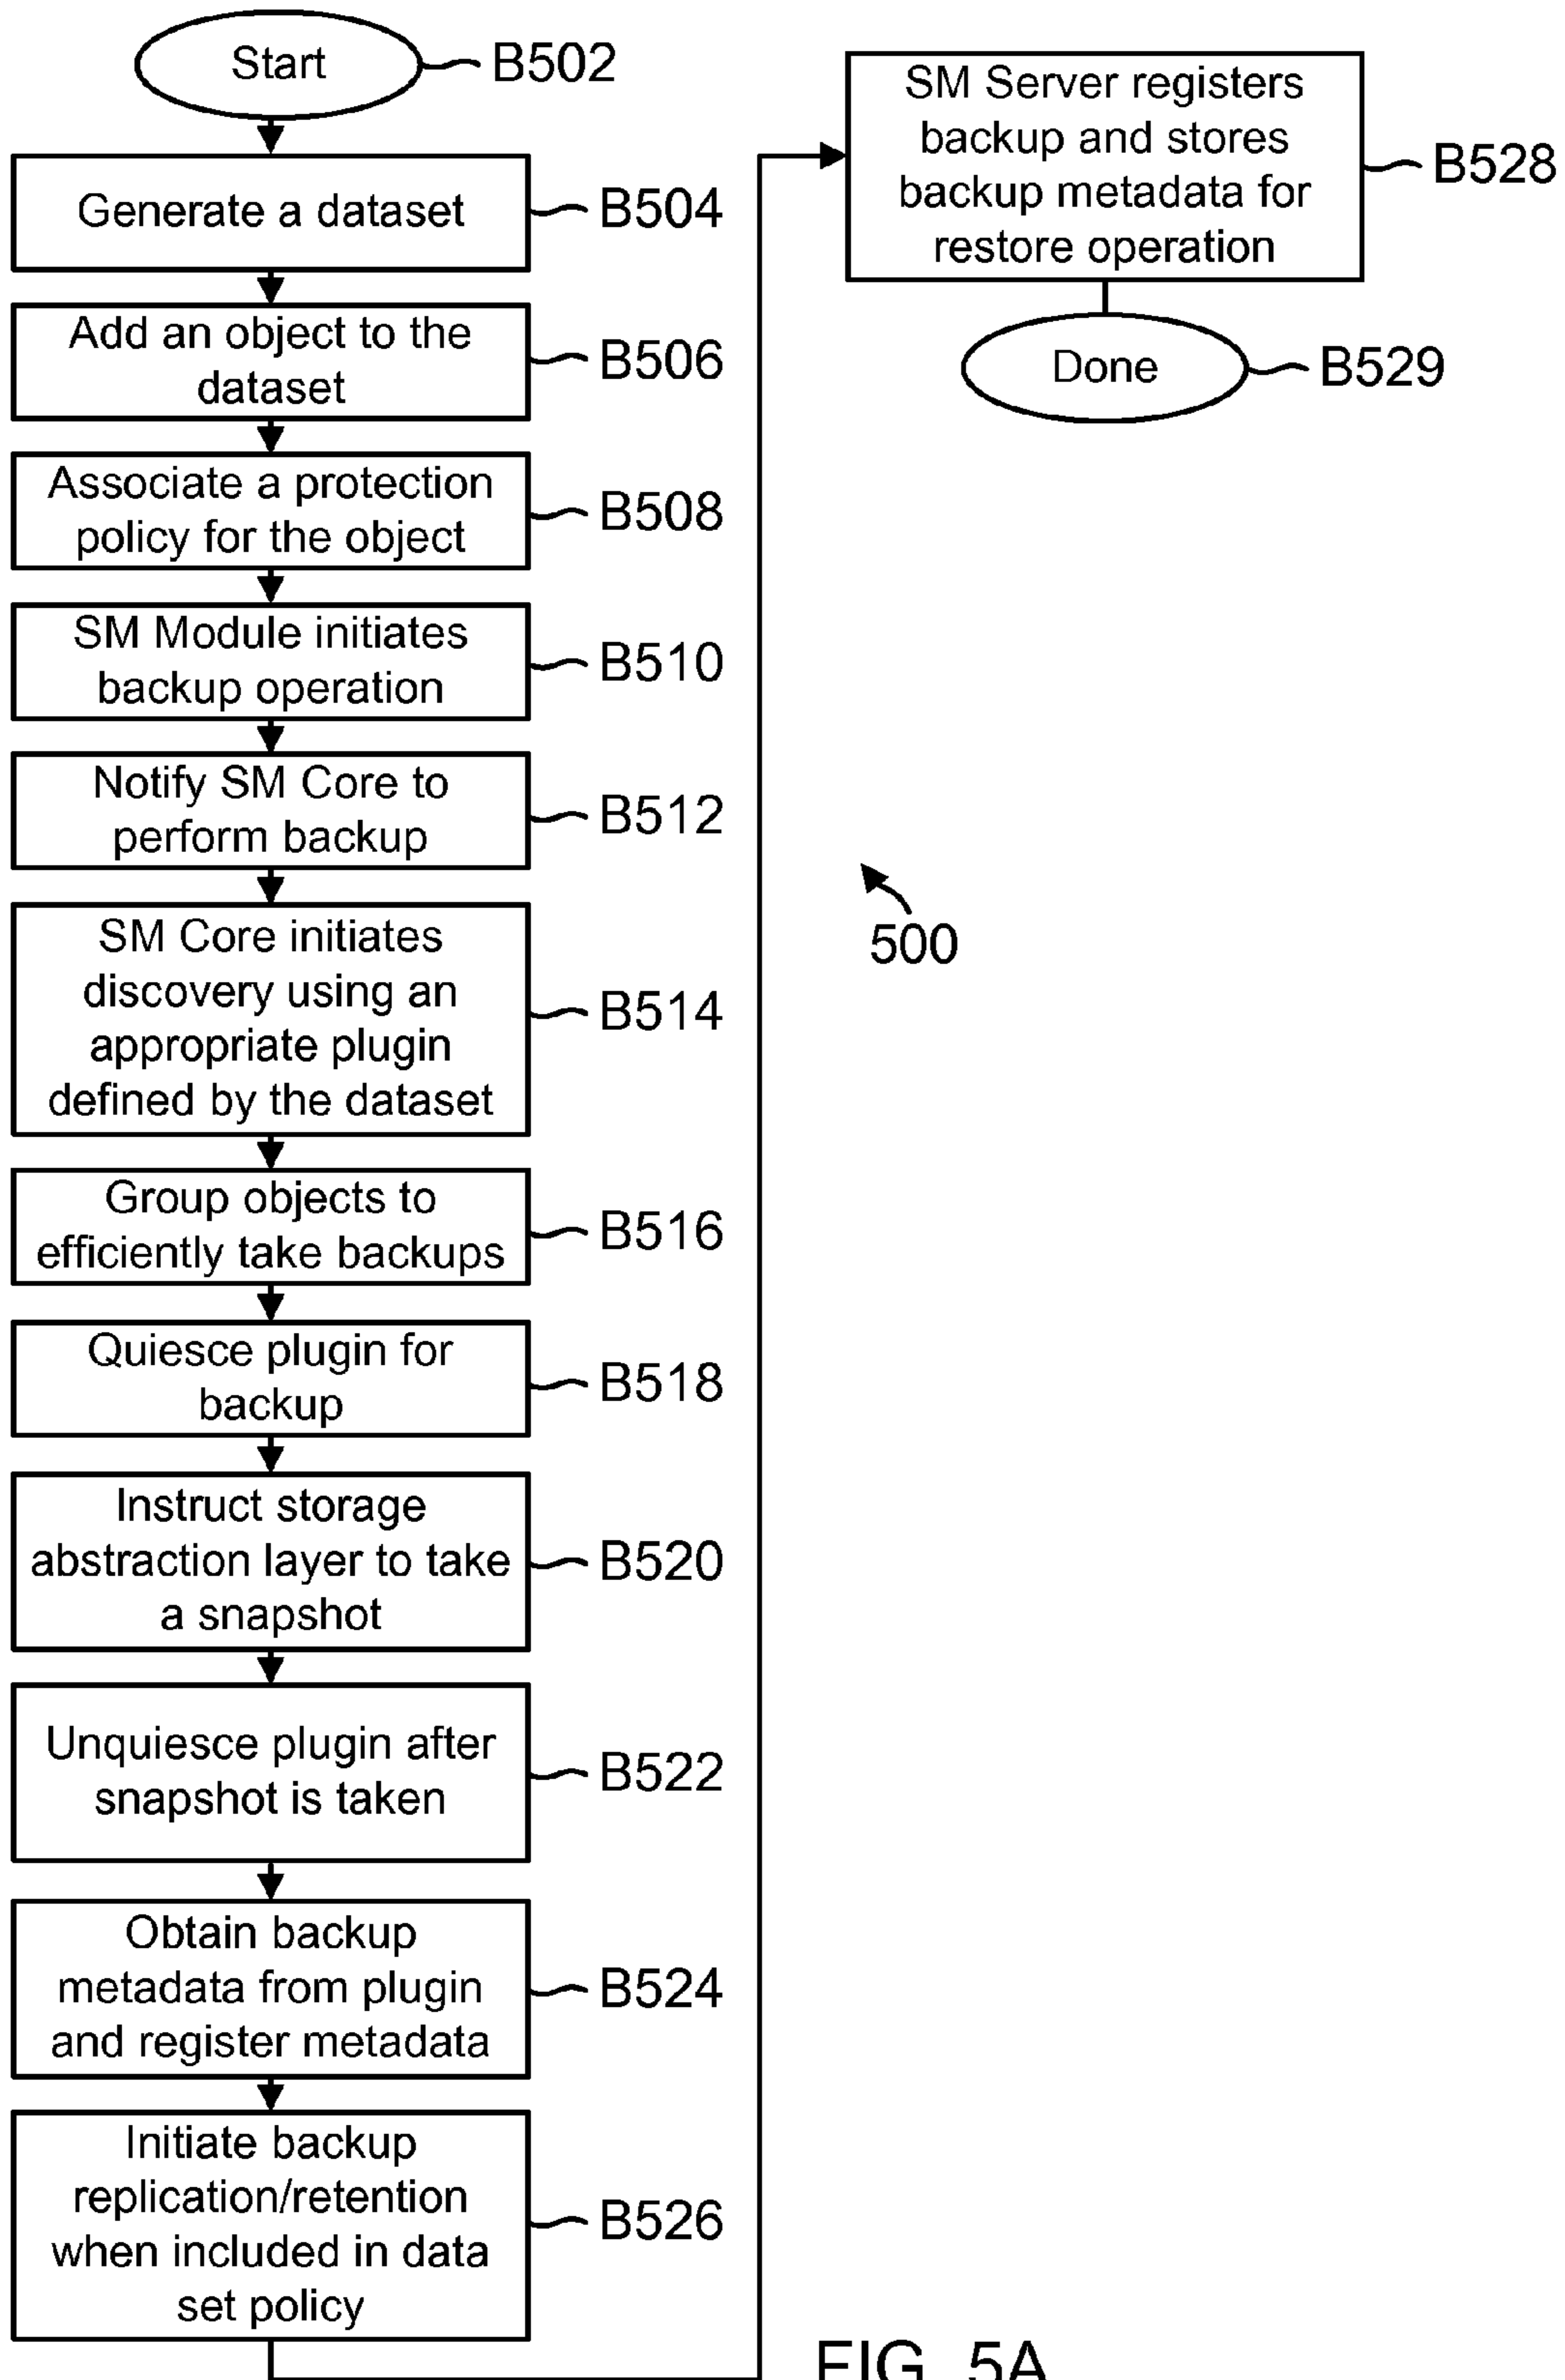 Start
B502
Generate a dataset
B504
Add an object to the
dataset
B506
Associate a protection
policy for the object
B508
SM Module initiates
backup operation
B510
Notify SM Core to
perform backup
B512
SM Core initiates
discovery using an
appropriate plugin
defined by the dataset
B514
Group objects to
efficiently take backups
B516
Quiesce plugin for
backup
B518
Instruct storage
abstraction layer to take
a snapshot
B520
Unquiesce plugin after
snapshot is taken
B522
Obtain backup
metadata from plugin
and register metadata
B524
Initiate backup
replication/retention
when included in data
set policy
B526
SM Server registers
backup and stores
backup metadata for
restore operation
B528
Done
B529
500
FIG. 5A